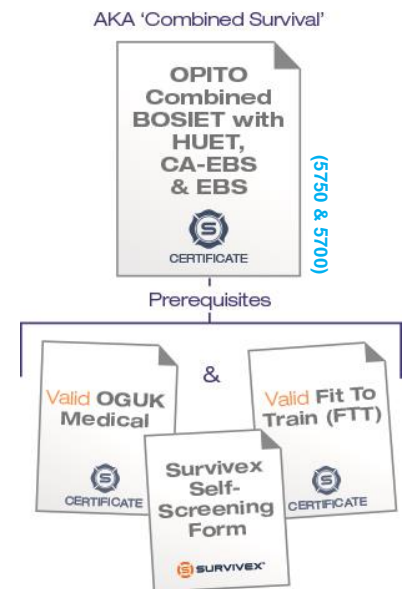 AKA ‘Combined Survival’
OPITO
Combined
BOSIET with
HUET,
CA-EBS
& EBS
S
CERTIFICATE
(5750 & 5700)
Prerequisites
&
Valid OGUK
Medical
S
CERTIFICATE
Valid Fit To
Train (FTT)
S
CERTIFICATE
Survivex
Self-
Screening
Form
S SURVIVEX®